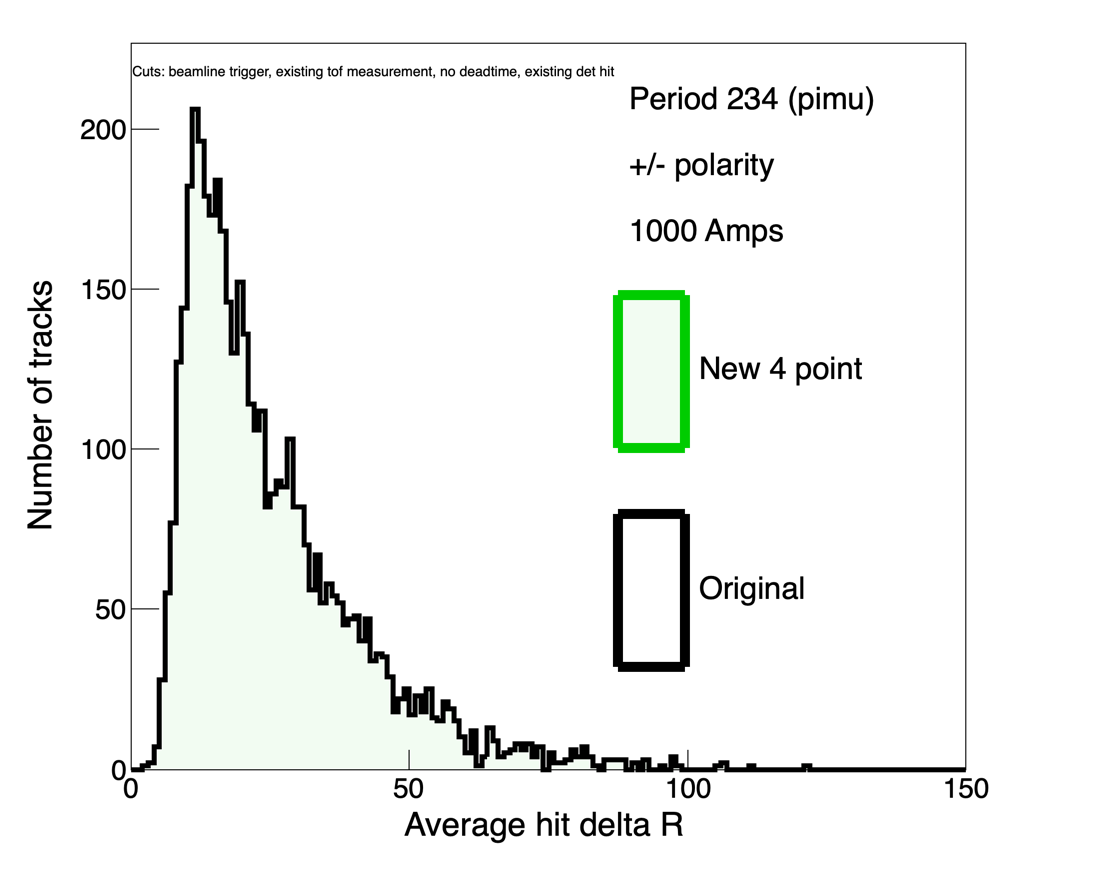 Cuts: beamline trigger, existing tof measurement, no deadtime, existing det hit
Period 234 (pimu)
+/- polarity
1000 Amps
New 4 point
Original
Number of tracks
200
150
100
50
0
0 50 100 150
Average hit delta R